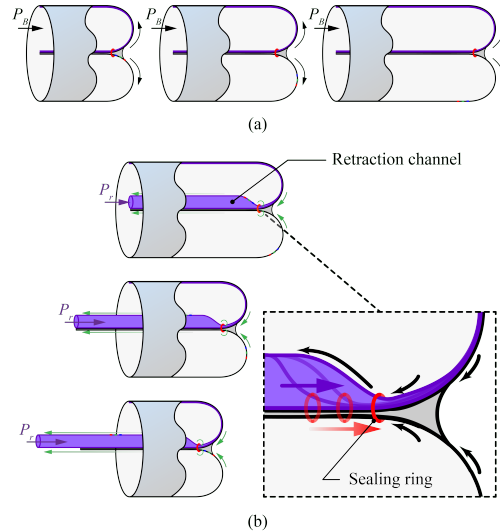 P_B P_B P_B
(a)
Retraction channel
P_r
P_r
P_r
Sealing ring
(b)